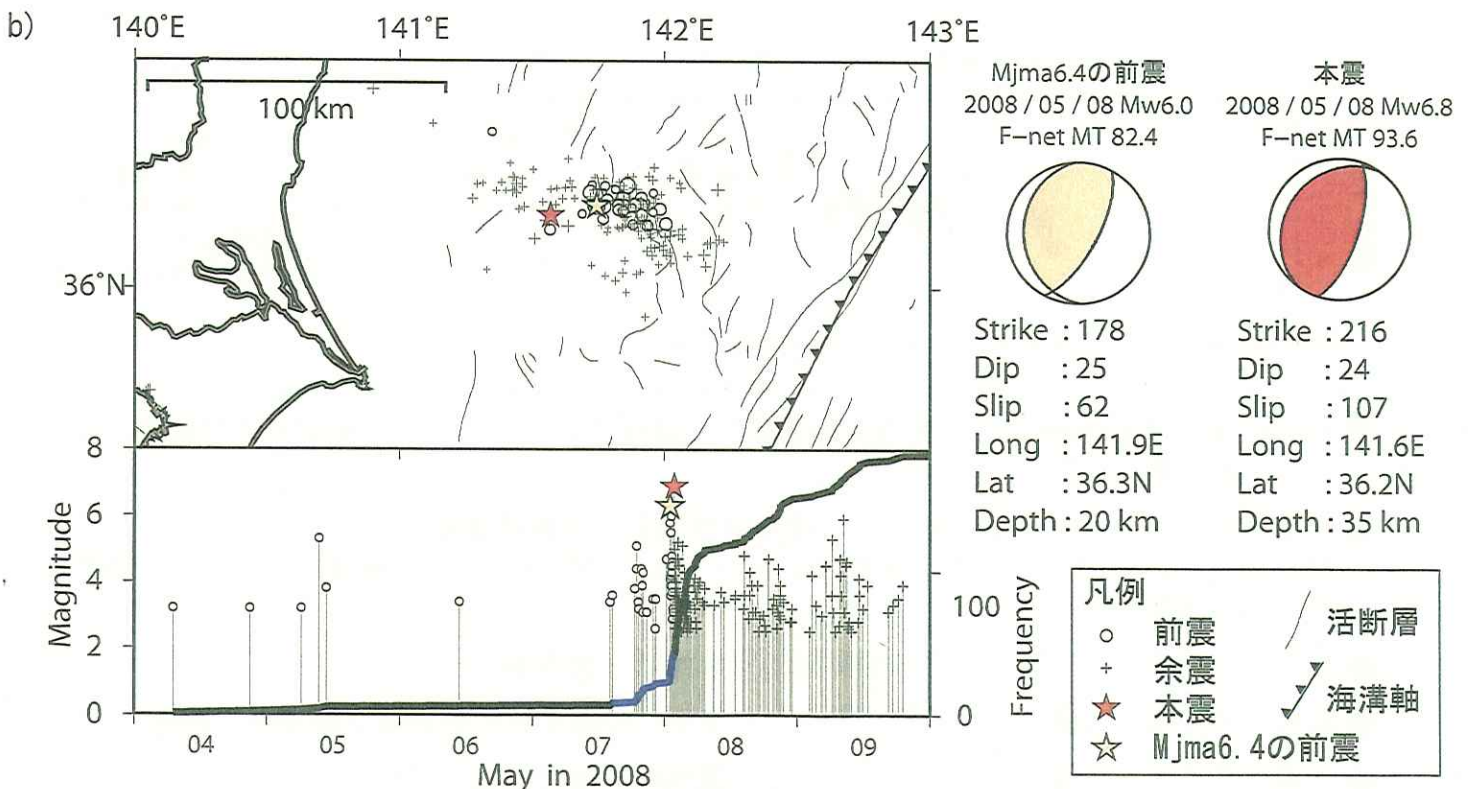 b)
140˚E 141˚E 142˚E 143˚E
100 km
36˚N
Mjma6.4の前震
2008 / 05 / 08 Mw6.0
F−net MT 82.4
Strike : 178
Dip : 25
Slip : 62
Long : 141.9E
Lat : 36.3N
Depth : 20 km
本震
2008 / 05 / 08 Mw6.8
F−net MT 93.6
Strike : 216
Dip : 24
Slip : 107
Long : 141.6E
Lat : 36.2N
Depth : 35 km
8
6
4
2
0
Magnitude
100
0
Frequency
04 05 06 07 08 09
May in 2008
凡例
前震
余震
本震
Mjma6.4の前震
活断層
海溝軸